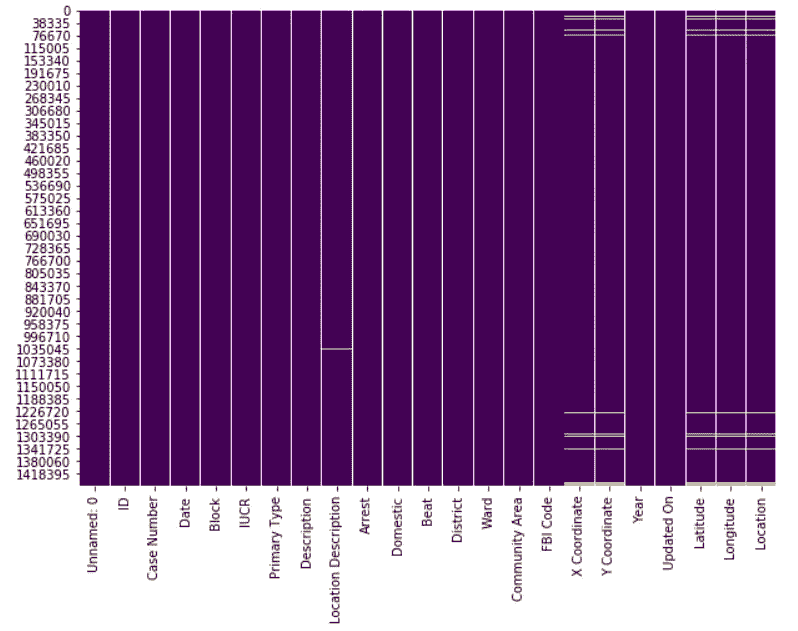 0
38335
76670
115005
153340
191675
230010
268345
306680
345015
383350
421685
460020
498355
536690
575025
613360
651695
690030
728365
766700
805035
843370
881705
920040
958375
996710
1035045
1073380
1111715
1150050
1188385
1226720
1265055
1303390
1341725
1380060
1418395
Unnamed: 0
ID
Case Number
Date
Block
IUCR
Primary Type
Description
Location Description
Arrest
Domestic
Beat
District
Ward
Community Area
FBI Code
X Coordinate
Y Coordinate
Year
Updated On
Latitude
Longitude
Location